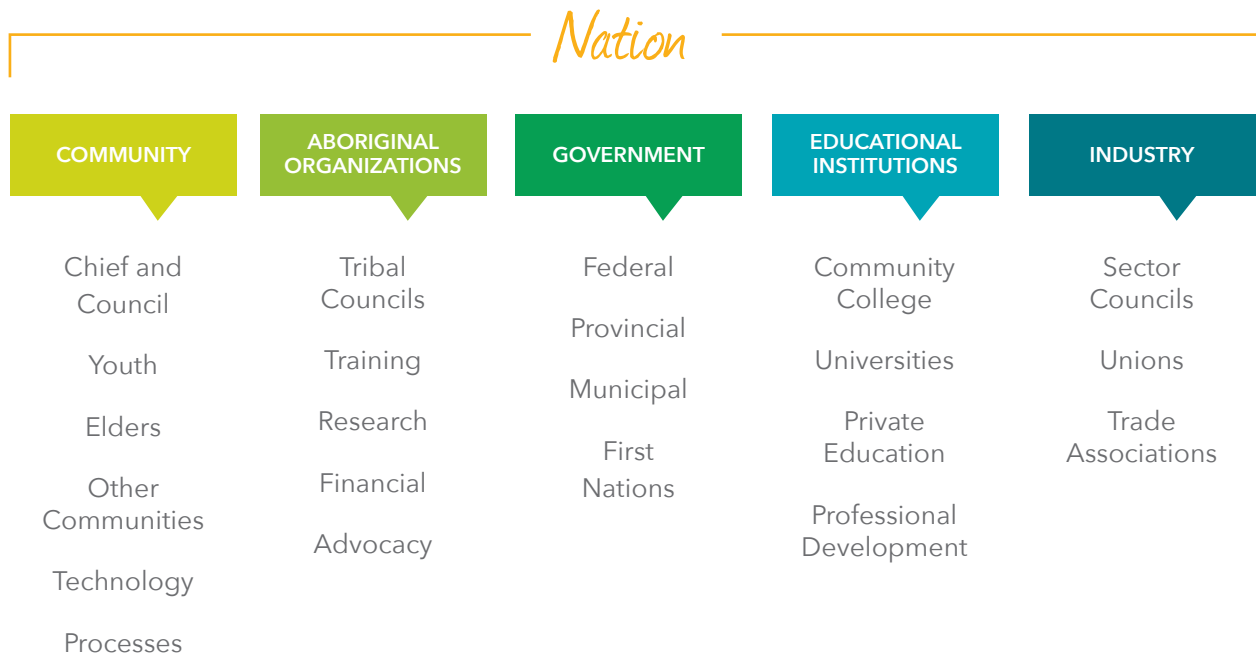 Nation
COMMUNITY
Chief and
Council
Youth
Elders
Other
Communities
Technology
Processes
ABORIGINAL
ORGANIZATIONS
Tribal
Councils
Training
Research
Financial
Advocacy
GOVERNMENT
Federal
Provincial
Municipal
First
Nations
EDUCATIONAL
INSTITUTIONS
Community
College
Universities
Private
Education
Professional
Development
INDUSTRY
Sector
Councils
Unions
Trade
Associations